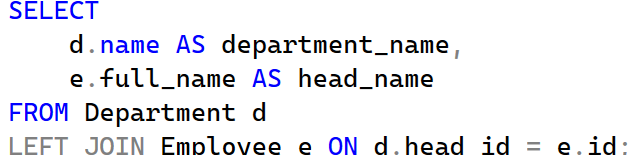 SELECT
    d.name AS department_name,
    e.full_name AS head_name
FROM Department d
LEFT JOIN Employee e ON d.head_id = e.id;